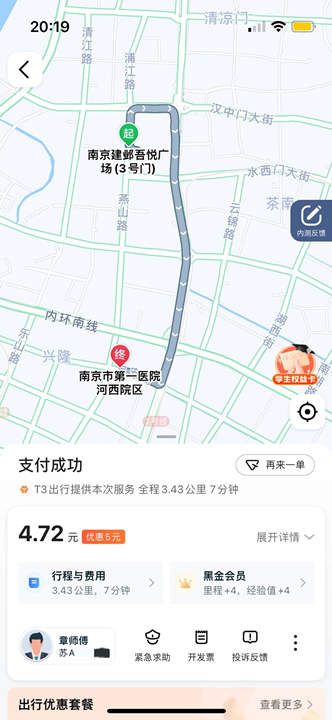 20:19
清凉门
清江路
浦江路
汉中门大街
起
南京建邺吾悦广
场(3号门)
水西门大街
茶南
燕山路
云锦路
内测反馈
内环南线
乐山路
兴隆
湖西街
终
南京市第一医院
河西院区
学生权益卡
支付成功
再来一单
T3出行提供本次服务 全程3.43公里 7分钟
4.72 元 优惠5元
展开详情
行程与费用
3.43公里，7分钟
黑金会员
里程+4，经验值+4
章师傅
苏A
紧急求助
开发票
投诉反馈
出行优惠套餐
查看更多